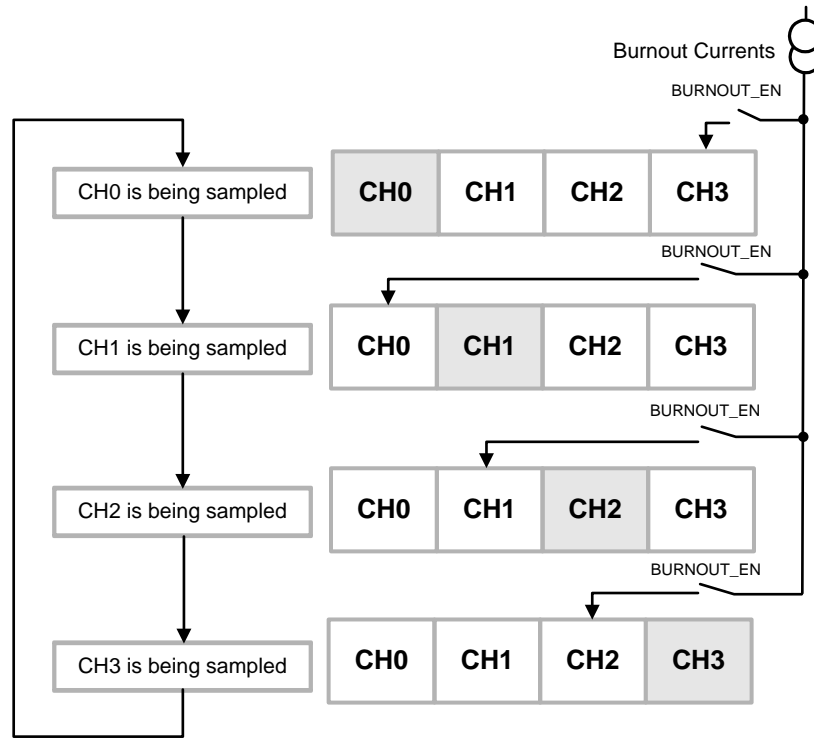 Burnout Currents
BURNOUT_EN
CH0 is being sampled
CH0 CH1 CH2 CH3
BURNOUT_EN
CH1 is being sampled
CH0 CH1 CH2 CH3
BURNOUT_EN
CH2 is being sampled
CH0 CH1 CH2 CH3
BURNOUT_EN
CH3 is being sampled
CH0 CH1 CH2 CH3